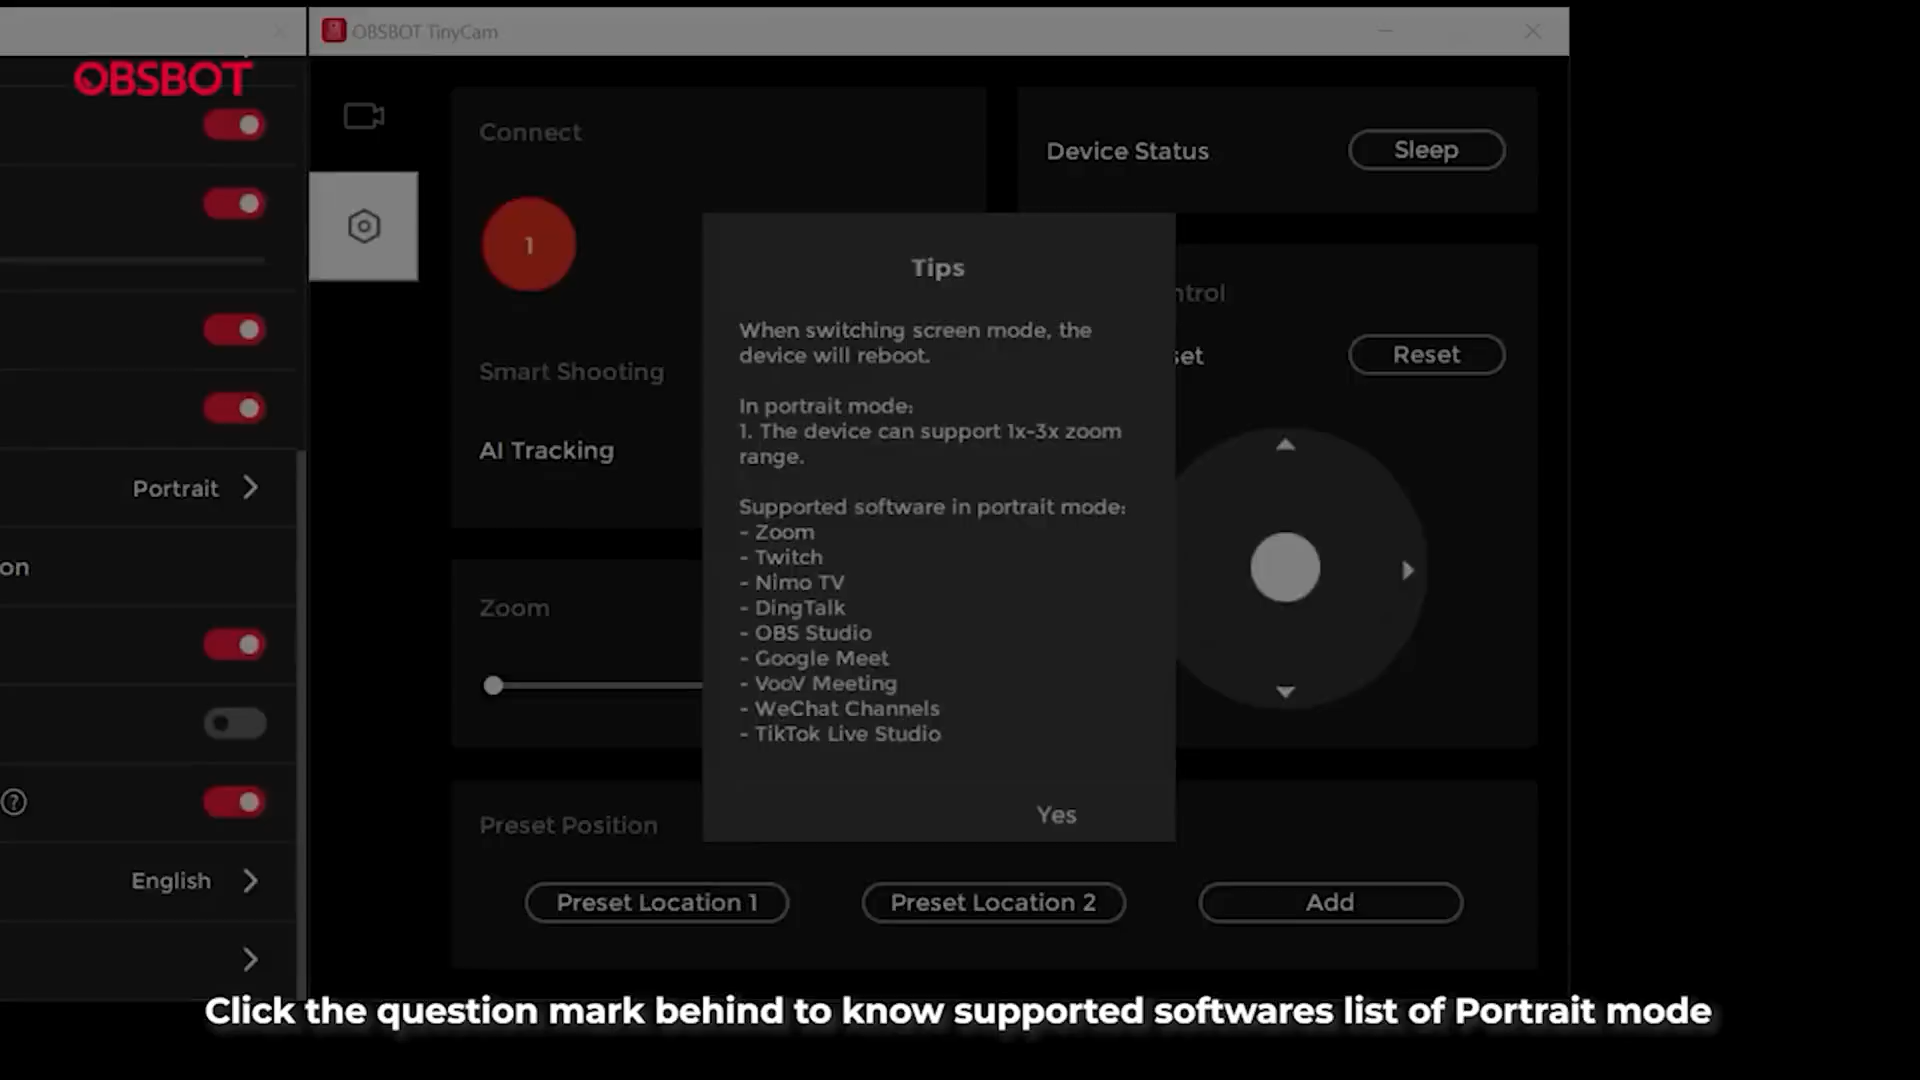 OBSBOT TinyCam
OBSBOT
Connect
Device Status
Sleep
1
Tips
When switching screen mode, the
device will reboot.
In portrait mode:
1. The device can support 1x-3x zoom
range.
Supported software in portrait mode:
- Zoom
- Twitch
- Nimo TV
- DingTalk
- OBS Studio
- Google Meet
- VooV Meeting
- WeChat Channels
- TikTok Live Studio
Yes
ntrol
set
Reset
Smart Shooting
AI Tracking
Portrait
on
Zoom
?
Preset Position
English
Preset Location 1
Preset Location 2
Add
Click the question mark behind to know supported softwares list of Portrait mode